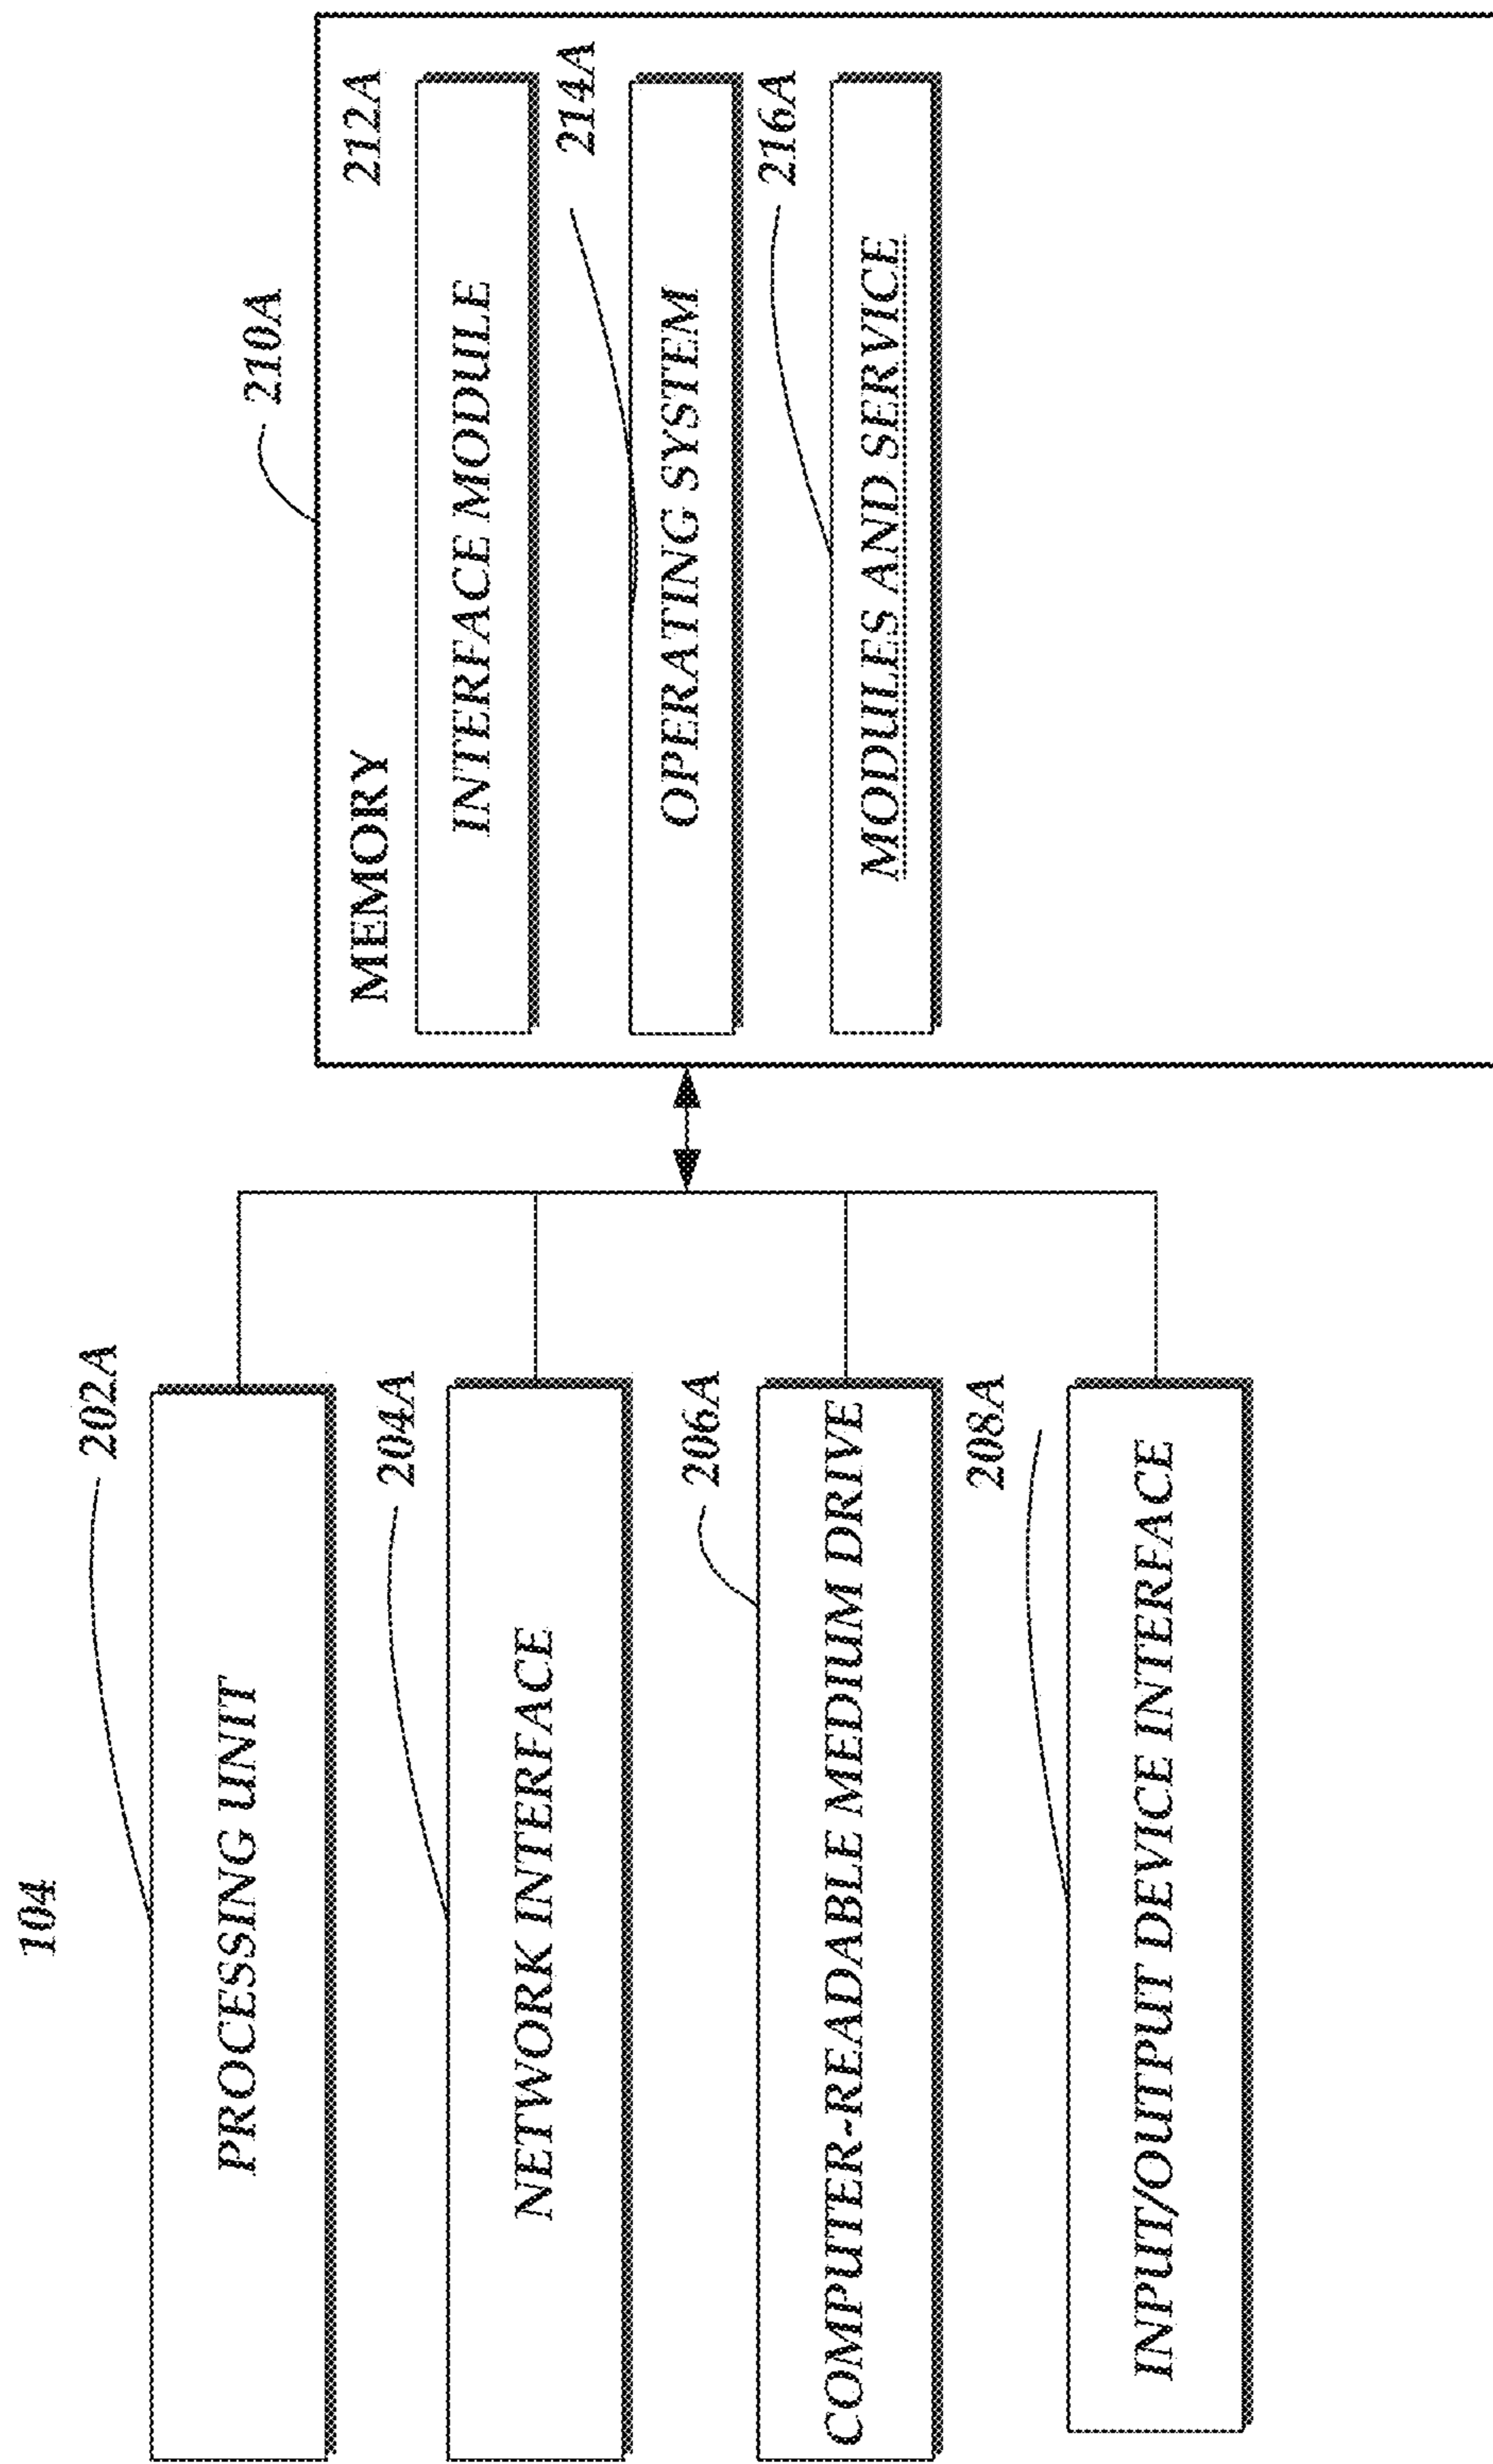 104
202A
PROCESSING UNIT
204A
NETWORK INTERFACE
206A
COMPUTER-READABLE MEDIUM DRIVE
208A
INPUT/OUTPUT DEVICE INTERFACE
210A
MEMORY
212A
INTERFACE MODULE
214A
OPERATING SYSTEM
216A
MODULES AND SERVICE